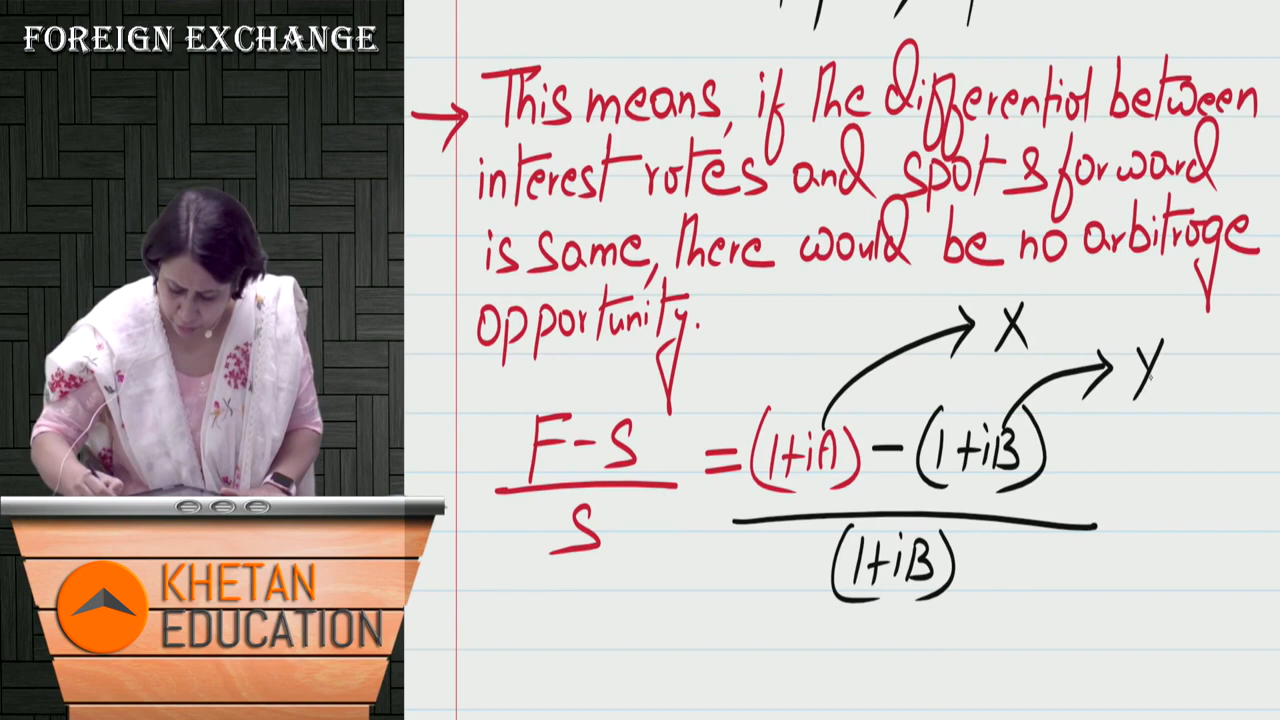 FOREIGN EXCHANGE
→ This means, if the differential between
interest rates and spot & forward
is same, there would be no arbitrage
opportunity.
X
Y
F-S = (1+iA) - (1+iB)
S (1+iB)
KHETAN
EDUCATION